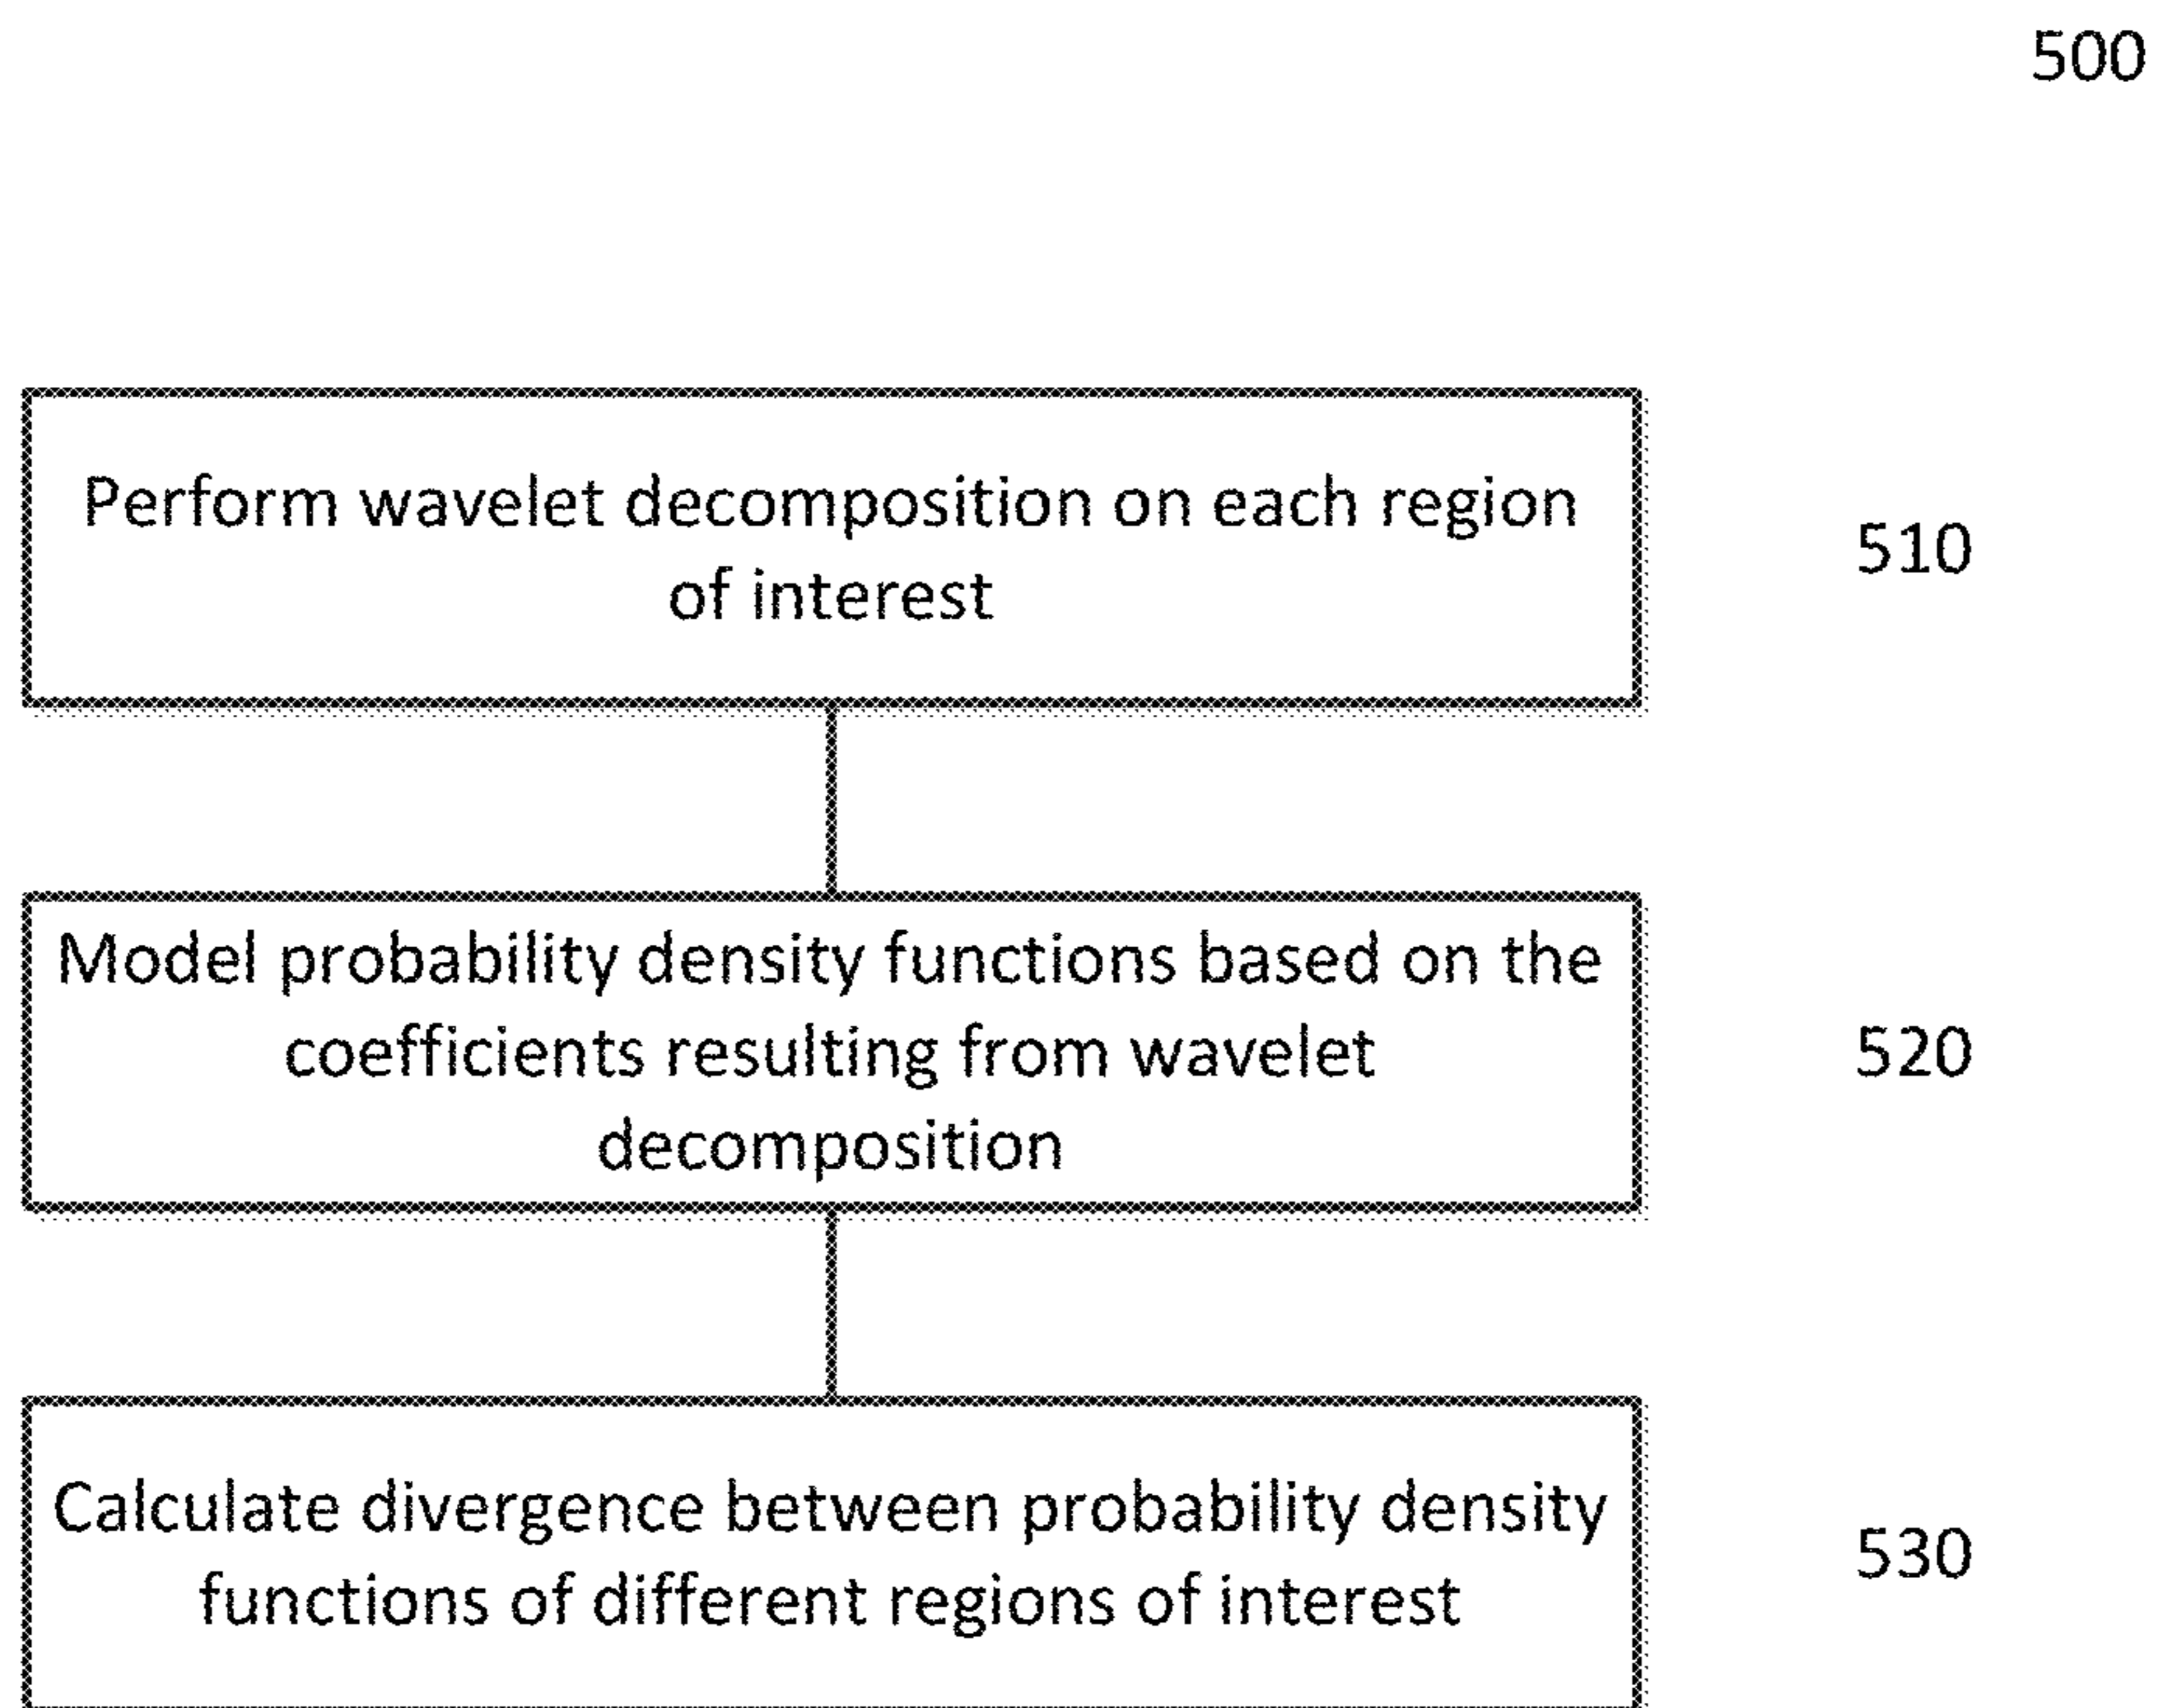 500
Perform wavelet decomposition on each region
of interest
510
Model probability density functions based on the
coefficients resulting from wavelet
decomposition
520
Calculate divergence between probability density
functions of different regions of interest
530